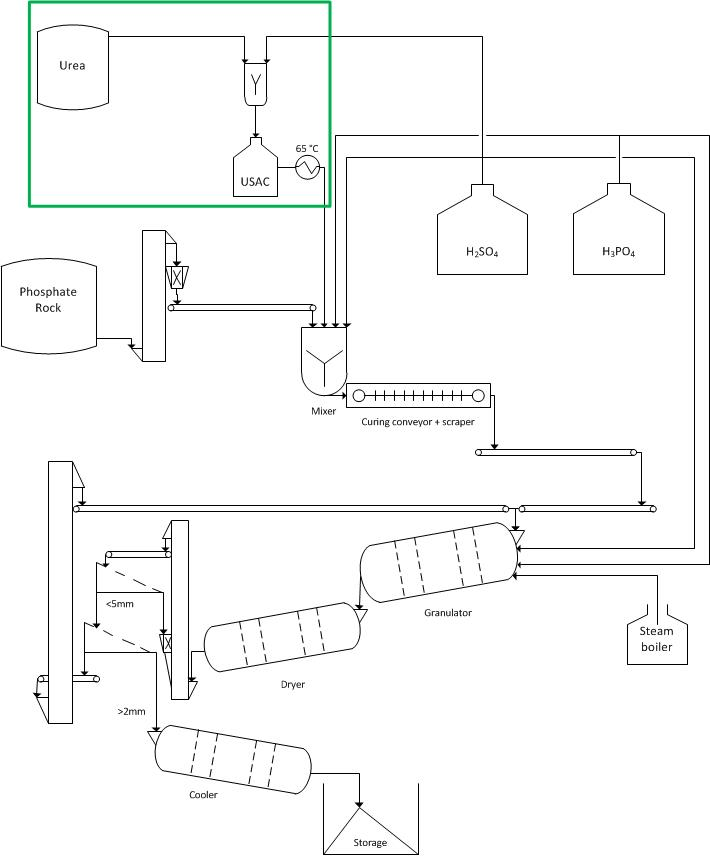 Urea
65 °C
USAC
H₂SO₄
H₃PO₄
Phosphate
Rock
Mixer
Curing conveyor + scraper
<5mm
Granulator
Steam
boiler
Dryer
>2mm
Cooler
Storage